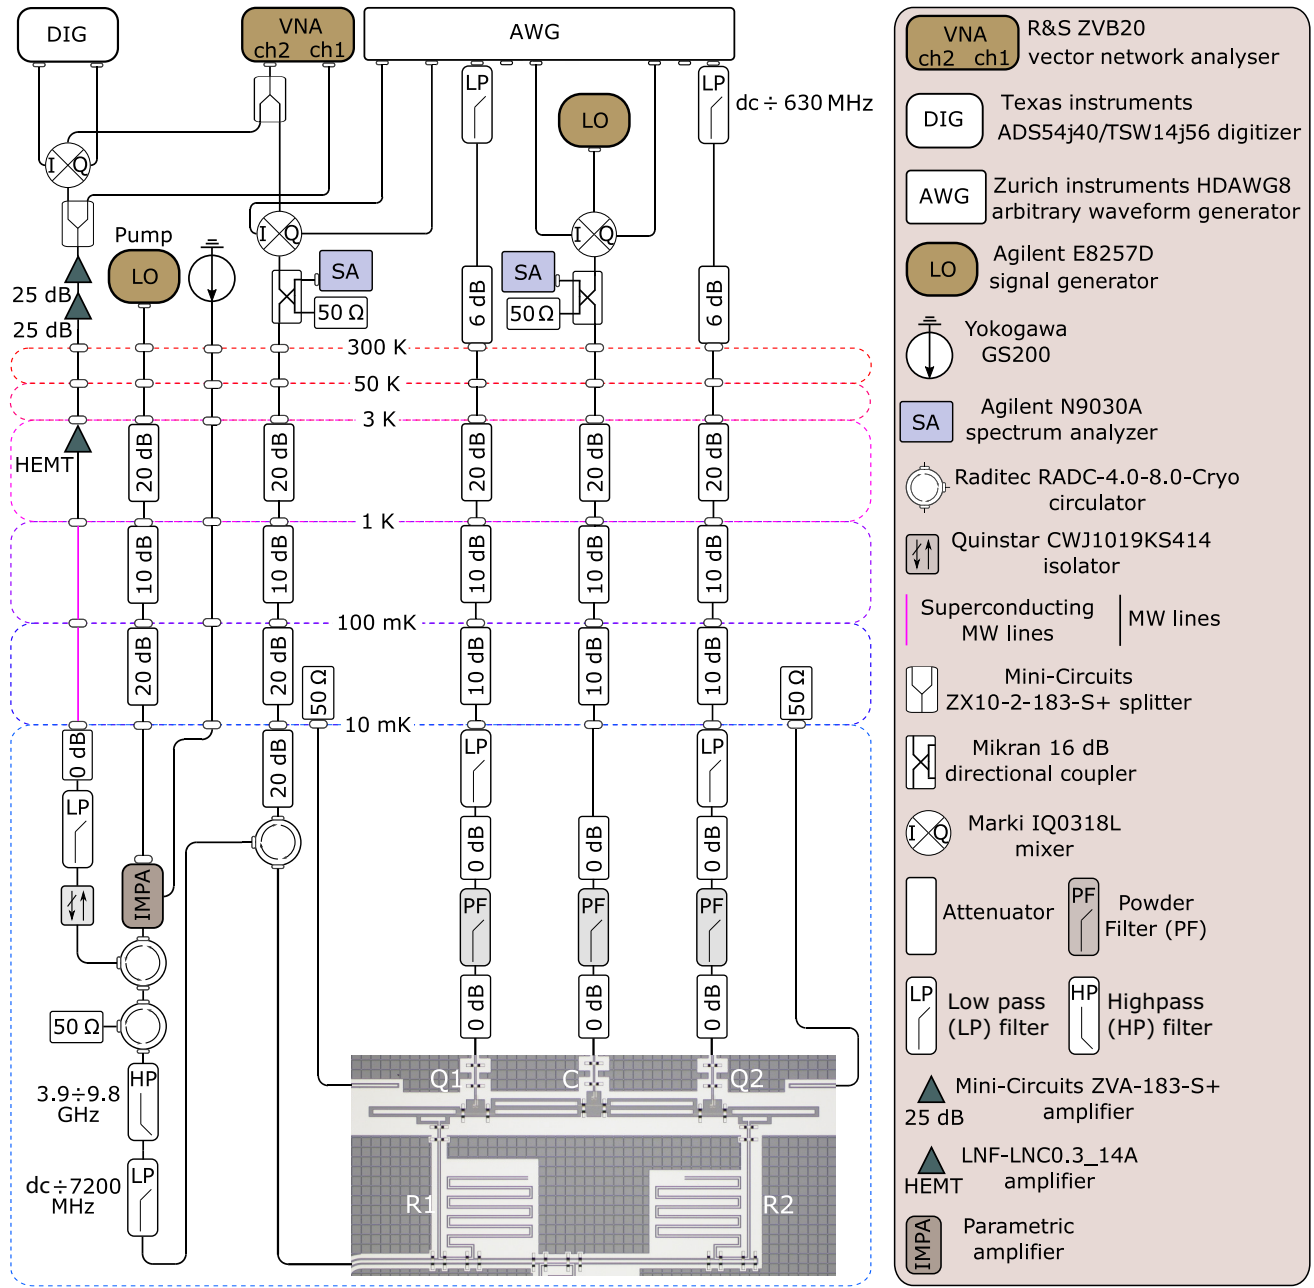 DIG
VNA
ch2 ch1
AWG
LP
LP
dc ÷ 630 MHz
LO
I Q
I Q
I Q
Pump
LO
SA
50 Ω
SA
50 Ω
6 dB
6 dB
25 dB
25 dB
300 K
50 K
3 K
HEMT
20 dB
20 dB
20 dB
20 dB
20 dB
1 K
10 dB
10 dB
10 dB
10 dB
10 dB
100 mK
20 dB
20 dB
50 Ω
10 dB
10 dB
10 dB
50 Ω
10 mK
0 dB
20 dB
LP
LP
LP
0 dB
0 dB
0 dB
IMPA
PF
PF
PF
0 dB
0 dB
0 dB
50 Ω
HP
3.9÷9.8
GHz
LP
dc÷7200
MHz
Q1
C
Q2
R1
R2
VNA
ch2 ch1
R&S ZVB20
vector network analyser
DIG
Texas instruments
ADS54j40/TSW14j56 digitizer
AWG
Zurich instruments HDAWG8
arbitrary waveform generator
LO
Agilent E8257D
signal generator
Yokogawa
GS200
SA
Agilent N9030A
spectrum analyzer
Raditec RADC-4.0-8.0-Cryo
circulator
Quinstar CWJ1019KS414
isolator
Superconducting
MW lines
MW lines
Mini-Circuits
ZX10-2-183-S+ splitter
Mikran 16 dB
directional coupler
I Q
Marki IQ0318L
mixer
Attenuator
PF
Powder
Filter (PF)
LP
Low pass
(LP) filter
HP
Highpass
(HP) filter
25 dB
Mini-Circuits ZVA-183-S+
amplifier
HEMT
LNF-LNC0.3_14A
amplifier
IMPA
Parametric
amplifier